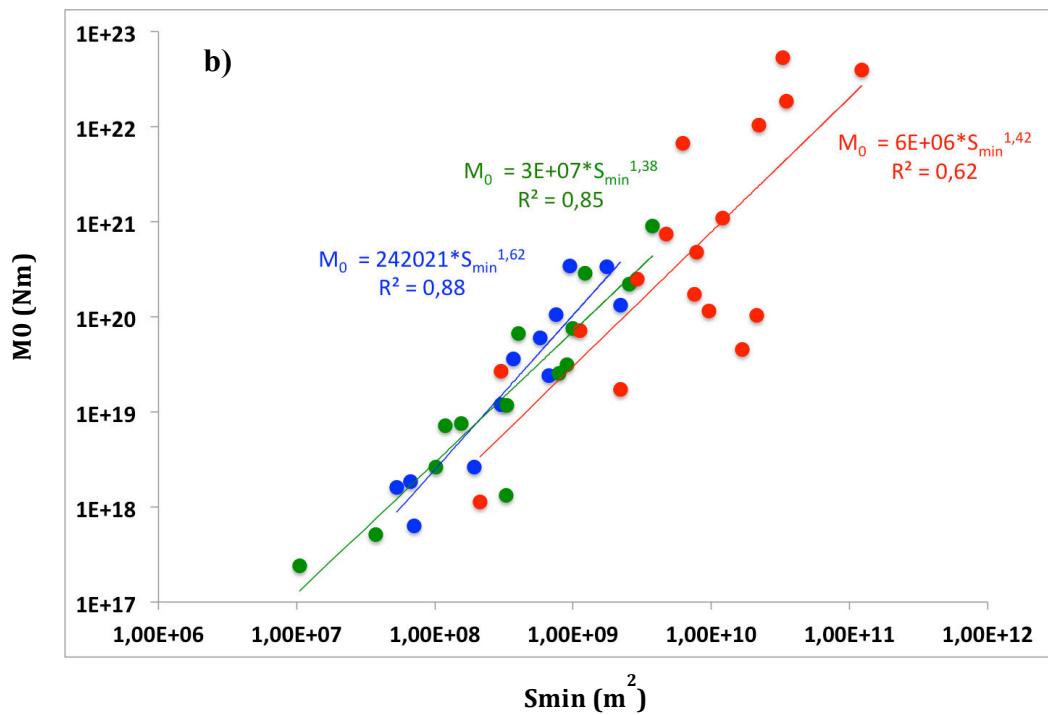 b)
1E+23
1E+22
1E+21
1E+20
1E+19
1E+18
1E+17
M0 (Nm)
M₀ = 6E+06*Sₘᵢₙ¹,⁴²
R² = 0,62
M₀ = 3E+07*Sₘᵢₙ¹,³⁸
R² = 0,85
M₀ = 242021*Sₘᵢₙ¹,⁶²
R² = 0,88
1,00E+06 1,00E+07 1,00E+08 1,00E+09 1,00E+10 1,00E+11 1,00E+12
Smin (m²)